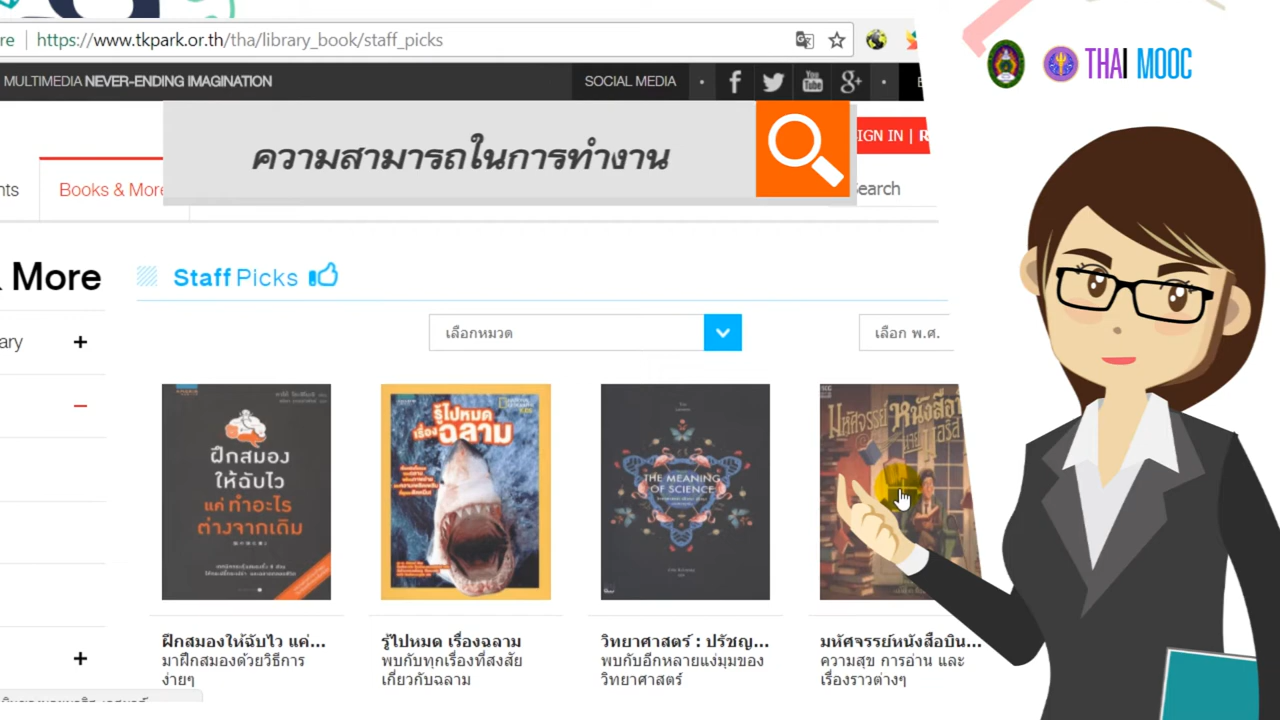 https://www.tkpark.or.th/tha/library_book/staff_picks
THAI MOOC
MULTIMEDIA NEVER-ENDING IMAGINATION
SOCIAL MEDIA
You Tube
ความสามารถในการทำงาน
SIGN IN | R
Books & More
Search
More
Staff Picks
เลือกหมวด
เลือก พ.ศ.
ฝึกสมอง
ให้ฉับไว
แค่ ทำอะไร
ต่างจากเดิม
รู้ไปหมด
เรื่องฉลาม
THE MEANING
OF SCIENCE
มหัศจรรย์
ฝึกสมองให้ฉับไว แค่...
มาฝึกสมองด้วยวิธีการ
ง่ายๆ
รู้ไปหมด เรื่องฉลาม
พบกับทุกเรื่องที่สงสัย
เกี่ยวกับฉลาม
วิทยาศาสตร์ : ปรัชญ...
พบกับอีกหลายแง่มุมของ
วิทยาศาสตร์
มหัศจรรย์หนังสือบิน...
ความสุข การอ่าน และ
เรื่องราวต่างๆ